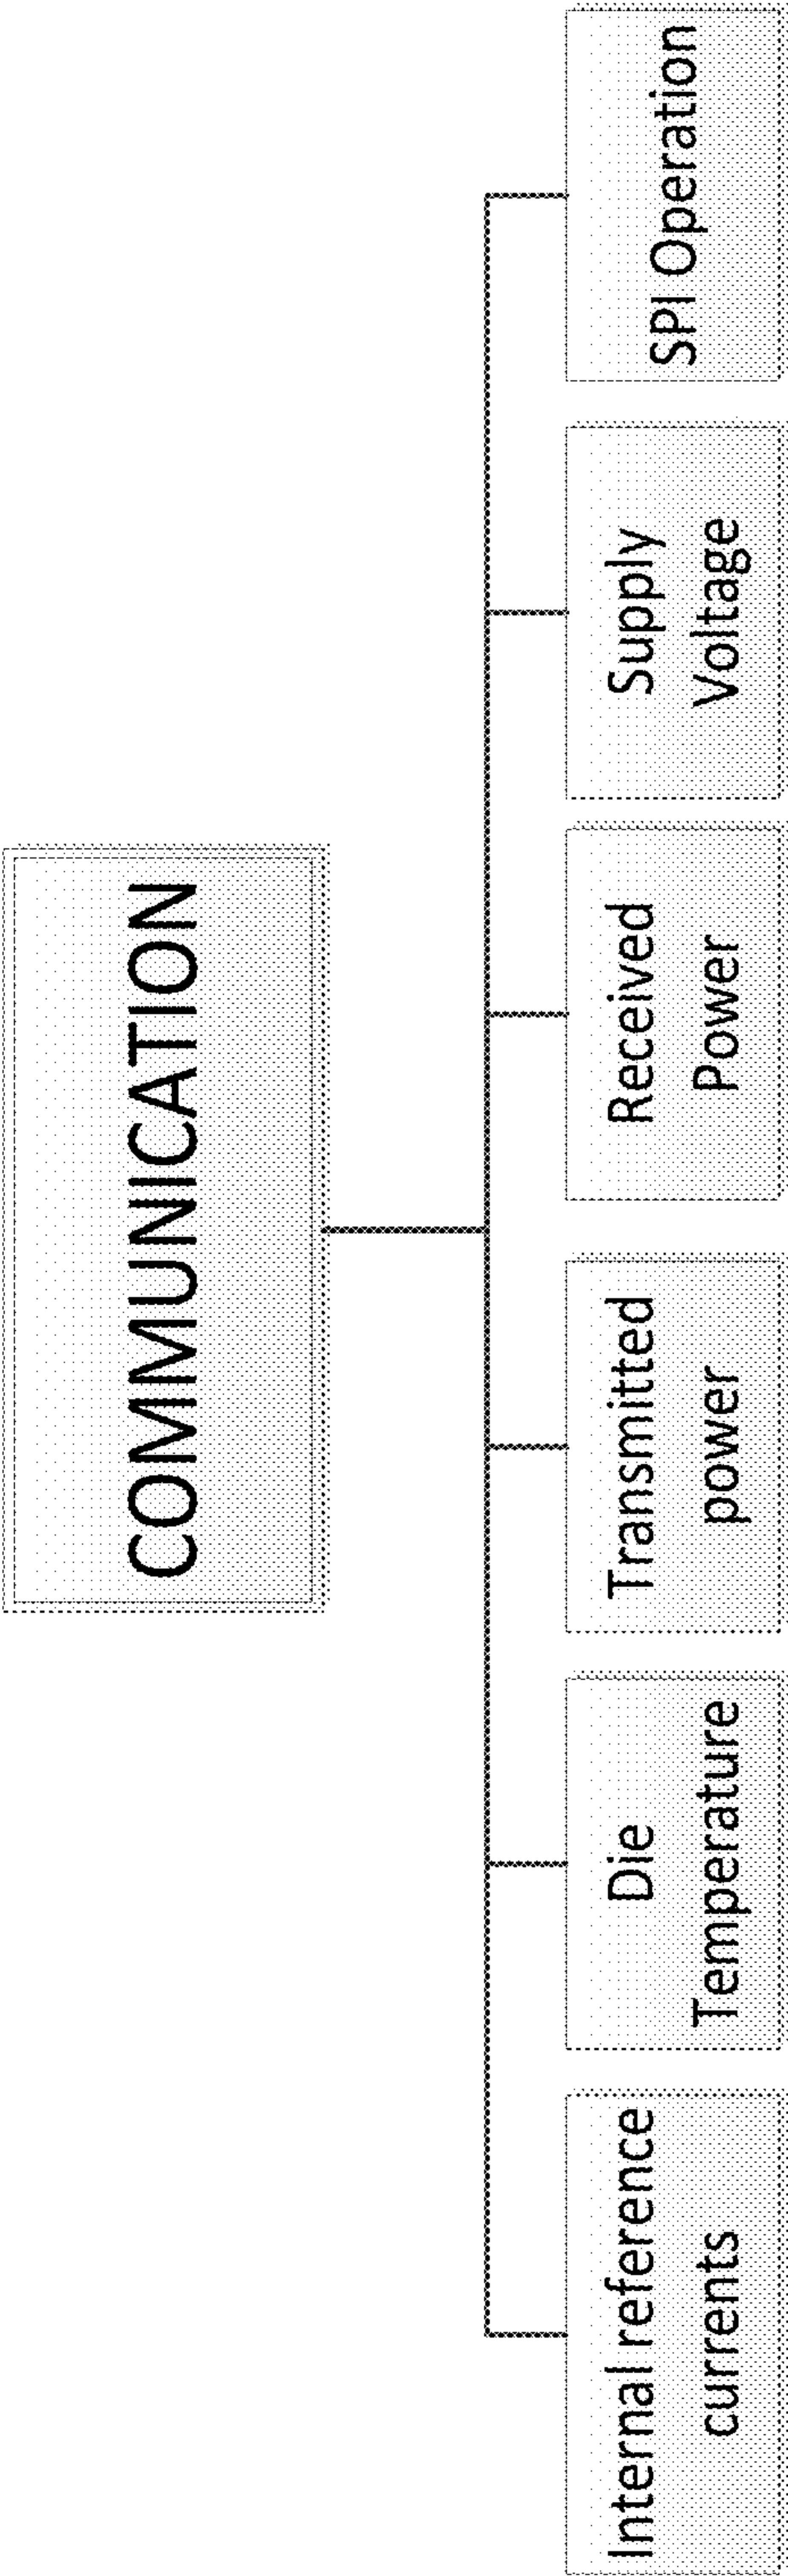 COMMUNICATION
Internal reference
currents
Die
Temperature
Transmitted
power
Received
Power
Supply
Voltage
SPI Operation